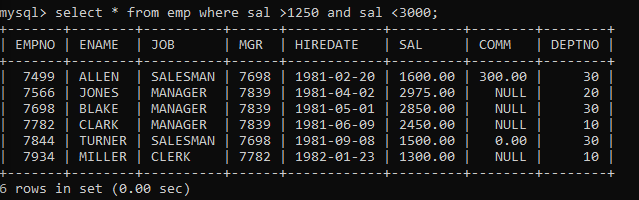 mysql> select * from emp where sal >1250 and sal <3000;
+-------+--------+----------+------+------------+---------+--------+--------+
| EMPNO | ENAME  | JOB      | MGR  | HIREDATE   | SAL     | COMM   | DEPTNO |
+-------+--------+----------+------+------------+---------+--------+--------+
|  7499 | ALLEN  | SALESMAN | 7698 | 1981-02-20 | 1600.00 | 300.00 |     30 |
|  7566 | JONES  | MANAGER  | 7839 | 1981-04-02 | 2975.00 |   NULL |     20 |
|  7698 | BLAKE  | MANAGER  | 7839 | 1981-05-01 | 2850.00 |   NULL |     30 |
|  7782 | CLARK  | MANAGER  | 7839 | 1981-06-09 | 2450.00 |   NULL |     10 |
|  7844 | TURNER | SALESMAN | 7698 | 1981-09-08 | 1500.00 |   0.00 |     30 |
|  7934 | MILLER | CLERK    | 7782 | 1982-01-23 | 1300.00 |   NULL |     10 |
+-------+--------+----------+------+------------+---------+--------+--------+
6 rows in set (0.00 sec)